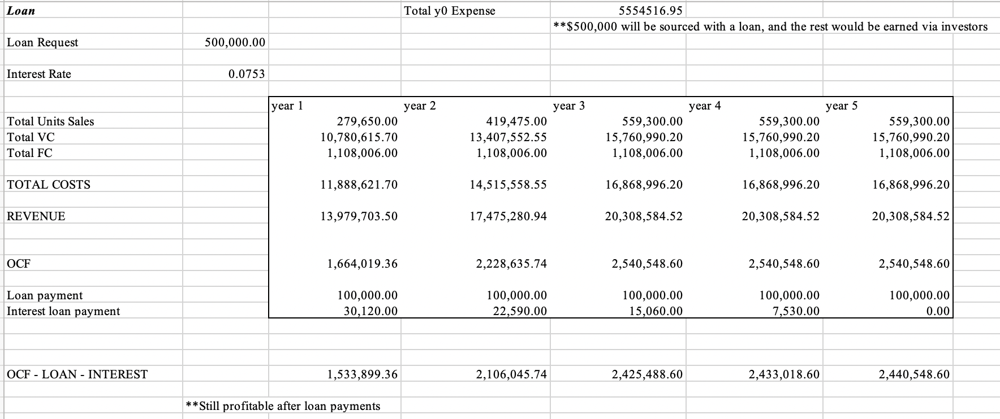 Loan Total y0 Expense 5554516.95
**$500,000 will be sourced with a loan, and the rest would be earned via investors
Loan Request 500,000.00
Interest Rate 0.0753
year 1 year 2 year 3 year 4 year 5
Total Units Sales 279,650.00 419,475.00 559,300.00 559,300.00 559,300.00
Total VC 10,780,615.70 13,407,552.55 15,760,990.20 15,760,990.20 15,760,990.20
Total FC 1,108,006.00 1,108,006.00 1,108,006.00 1,108,006.00 1,108,006.00
TOTAL COSTS 11,888,621.70 14,515,558.55 16,868,996.20 16,868,996.20 16,868,996.20
REVENUE 13,979,703.50 17,475,280.94 20,308,584.52 20,308,584.52 20,308,584.52
OCF 1,664,019.36 2,228,635.74 2,540,548.60 2,540,548.60 2,540,548.60
Loan payment 100,000.00 100,000.00 100,000.00 100,000.00 100,000.00
Interest loan payment 30,120.00 22,590.00 15,060.00 7,530.00 0.00
OCF - LOAN - INTEREST 1,533,899.36 2,106,045.74 2,425,488.60 2,433,018.60 2,440,548.60
**Still profitable after loan payments